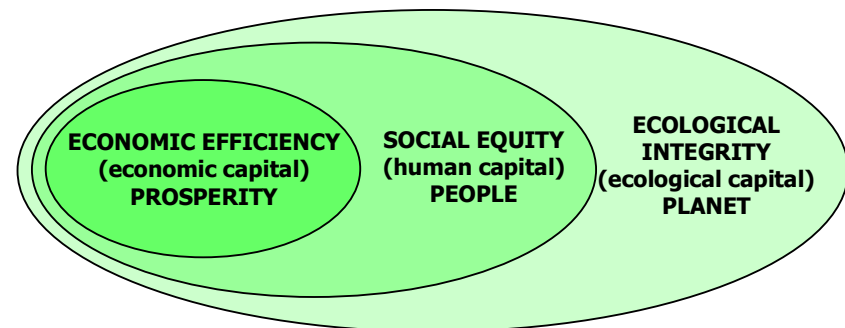 ECONOMIC EFFICIENCY
(economic capital)
PROSPERITY
SOCIAL EQUITY
(human capital)
PEOPLE
ECOLOGICAL
INTEGRITY
(ecological capital)
PLANET